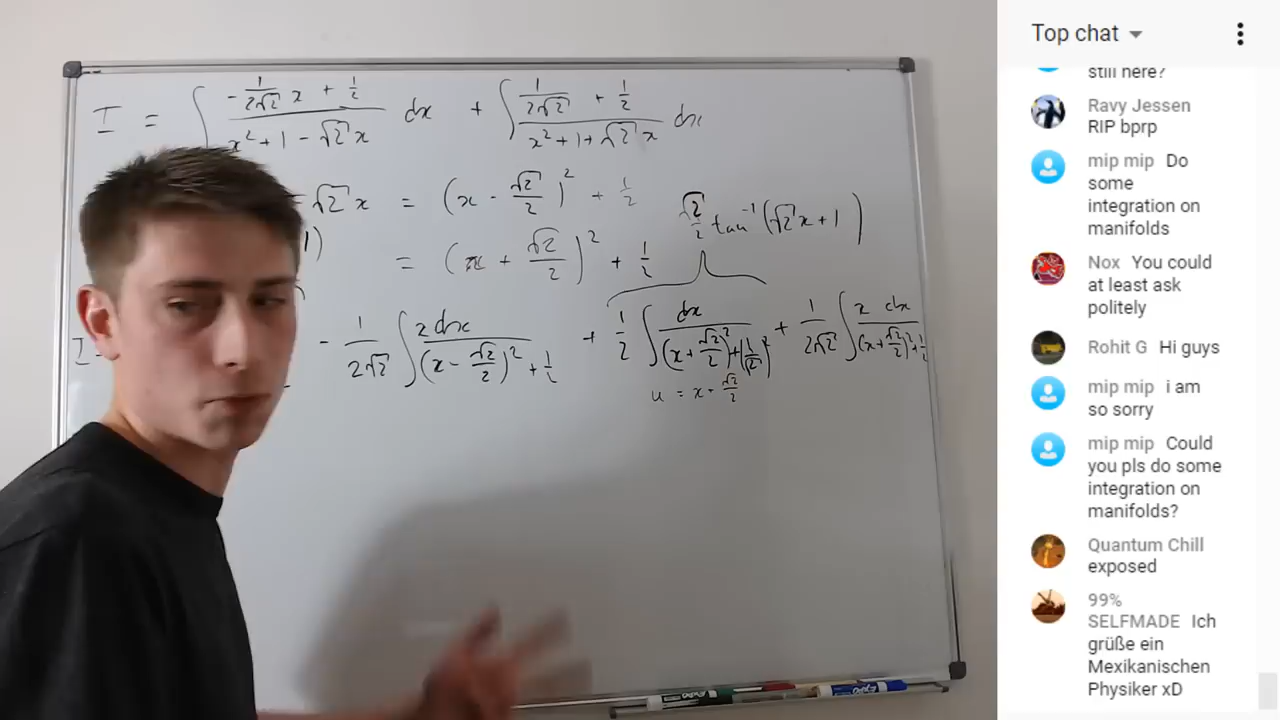 I = ∫ (-1/(2√2) x + 1/2)/(x² + 1 - √2 x) dx + ∫ (1/(2√2) + 1/2)/(x² + 1 + √2 x) dx
√2 x = (x - √2/2)² + 1/2
) = (x + √2/2)² + 1/2
√2/2 tan⁻¹(√2 x + 1)
I - 1/(2√2) ∫ x dx/((x - √2/2)² + 1/2) + 1/2 ∫ dx/((x + √2/2)² + (1/√2)²) + 1/(2√2) ∫ x dx/((x + √2/2)² + 1/2)
u = x + √2/2
Top chat
still here?
Ravy Jessen
RIP bprp
mip mip Do
some
integration on
manifolds
Nox You could
at least ask
politely
Rohit G Hi guys
mip mip i am
so sorry
mip mip Could
you pls do some
integration on
manifolds?
Quantum Chill
exposed
99%
SELFMADE Ich
grüße ein
Mexikanischen
Physiker xD